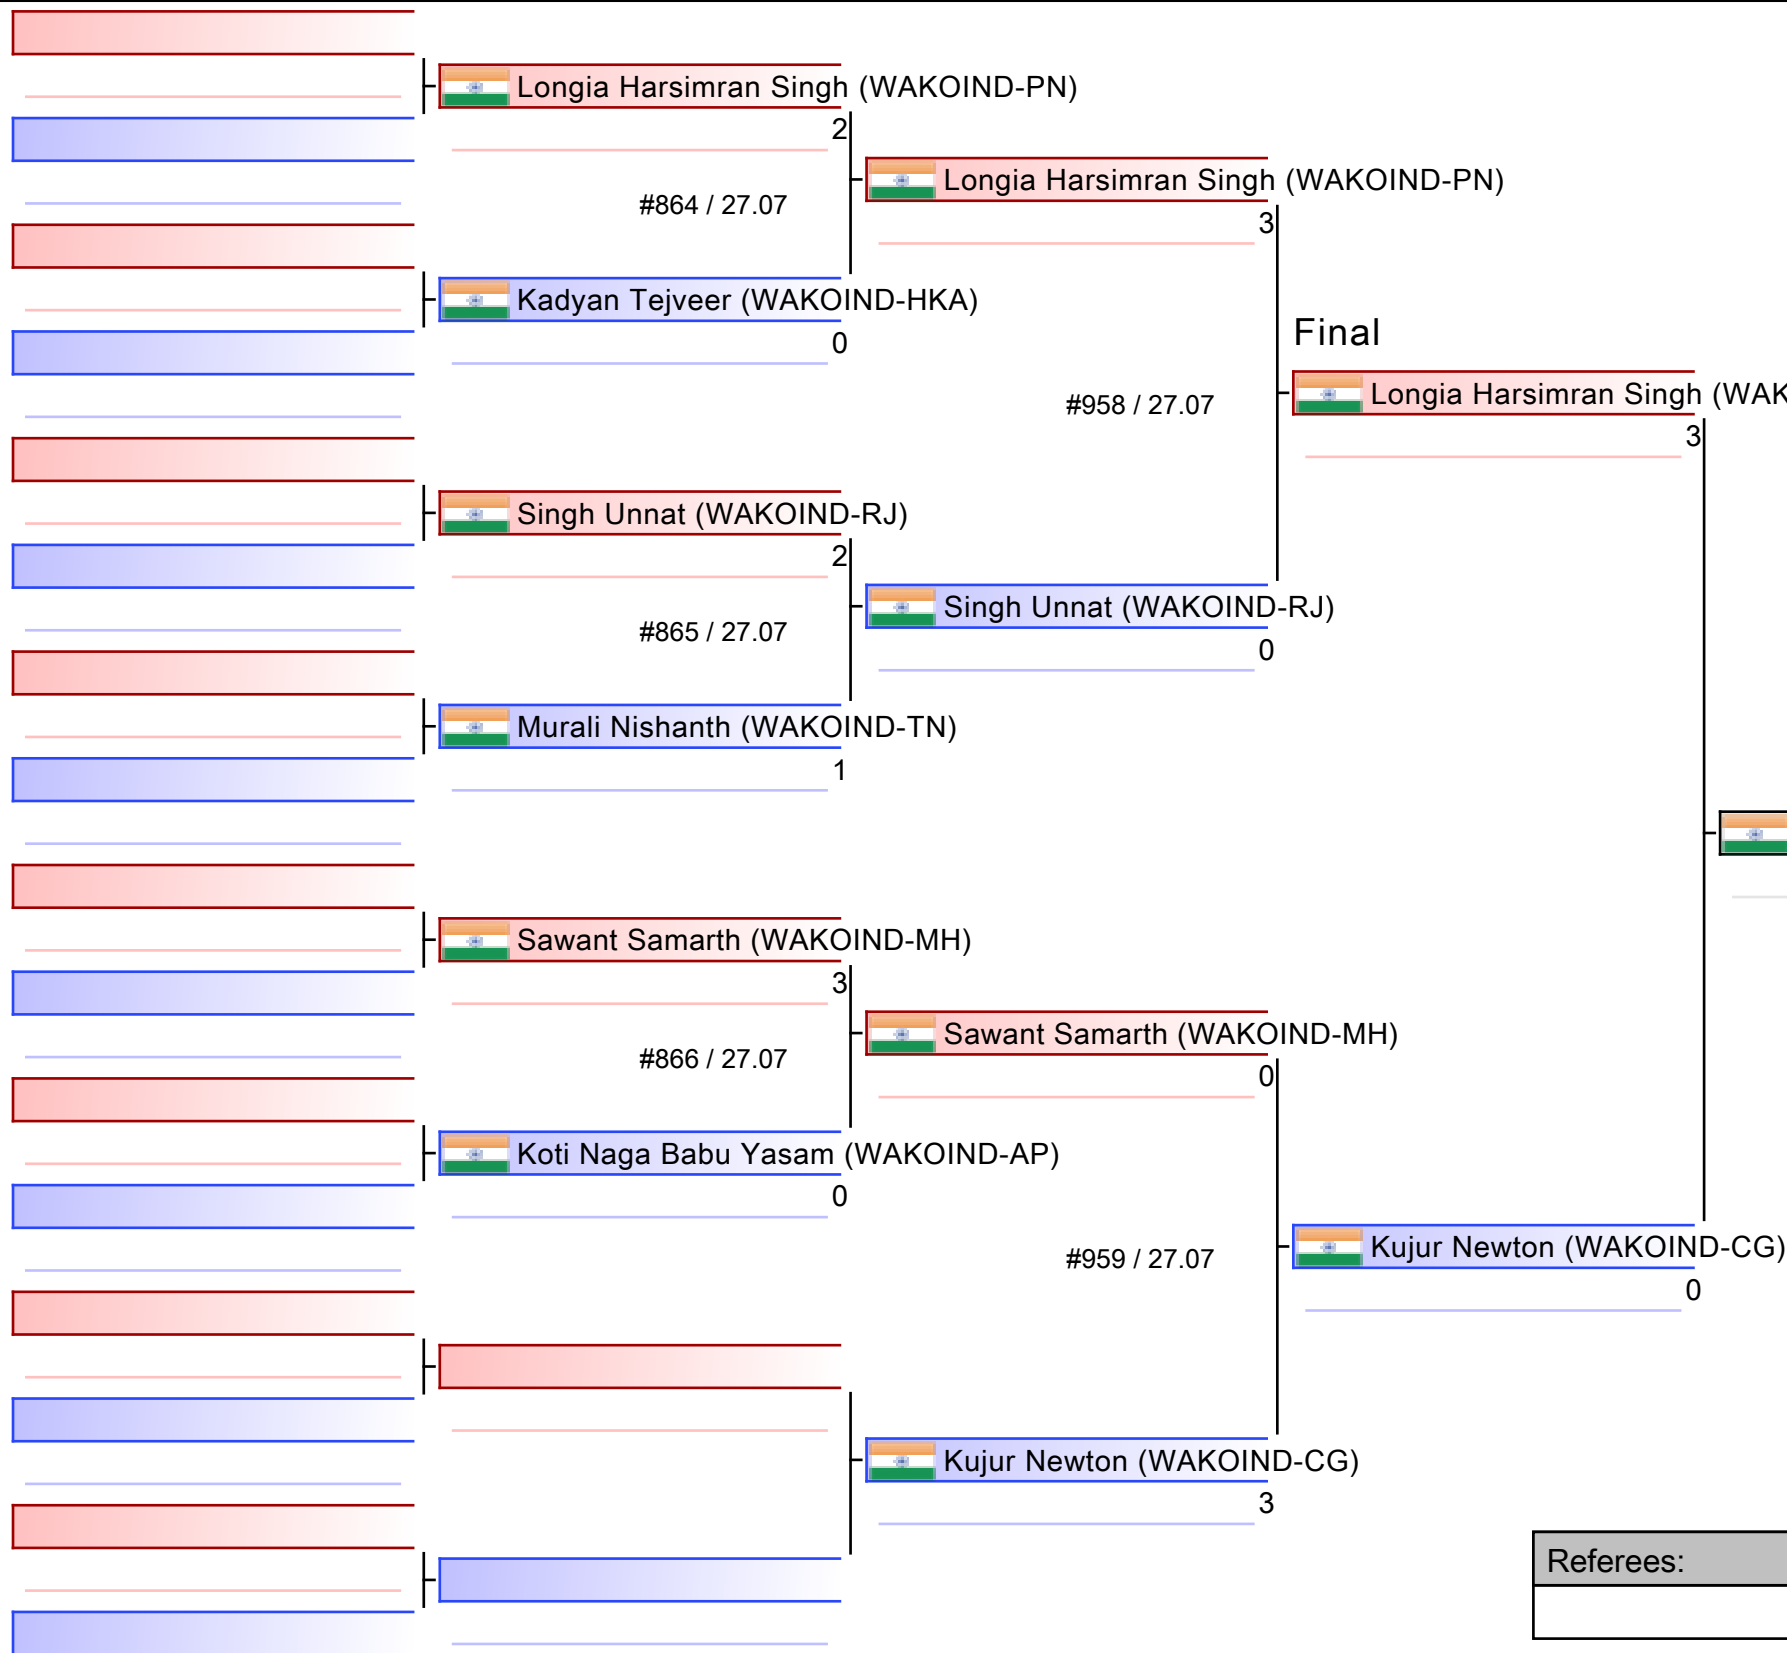 Longia Harsimran Singh (WAKOIND-PN)
2
#864 / 27.07
Kadyan Tejveer (WAKOIND-HKA)
0
Singh Unnat (WAKOIND-RJ)
2
#865 / 27.07
Murali Nishanth (WAKOIND-TN)
1
Sawant Samarth (WAKOIND-MH)
3
#866 / 27.07
Koti Naga Babu Yasam (WAKOIND-AP)
0
Longia Harsimran Singh (WAKOIND-PN)
3
#958 / 27.07
Singh Unnat (WAKOIND-RJ)
0
Sawant Samarth (WAKOIND-MH)
0
#959 / 27.07
Kujur Newton (WAKOIND-CG)
3
Final
Longia Harsimran Singh (WAK
3
Kujur Newton (WAKOIND-CG)
0
Referees: